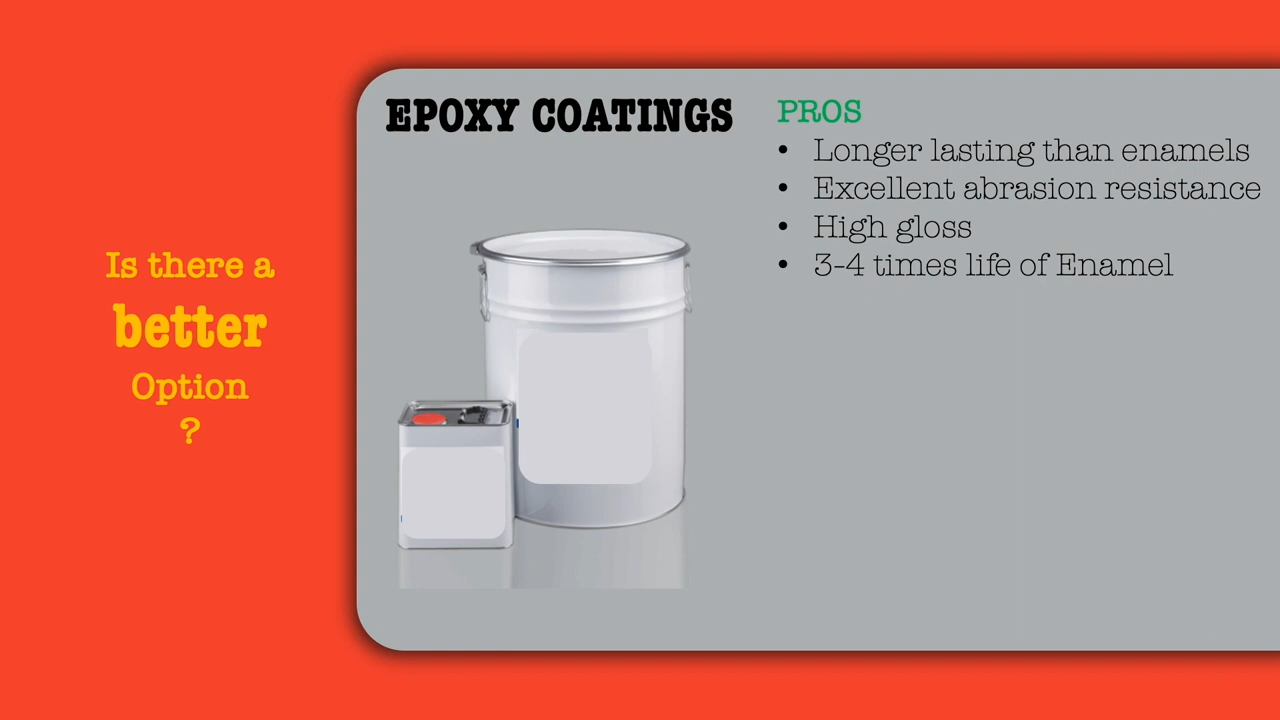 Is there a
better
Option
?
EPOXY COATINGS
PROS
• Longer lasting than enamels
• Excellent abrasion resistance
• High gloss
• 3-4 times life of Enamel